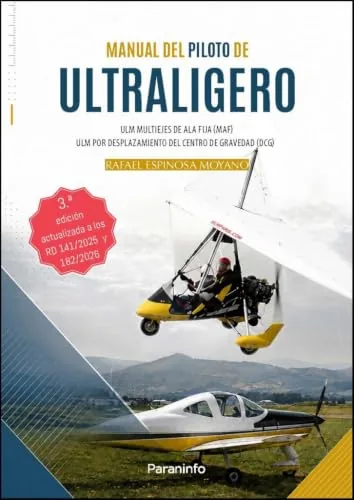 MANUAL DEL PILOTO DE
ULTRALIGERO
ULM MULTIEJES DE ALA FIJA (MAF)
ULM POR DESPLAZAMIENTO DEL CENTRO DE GRAVEDAD (DCG)
RAFAEL ESPINOSA MOYANO
3.ª
edición
actualizada a los
RD 141/2025 y
182/2026
Paraninfo